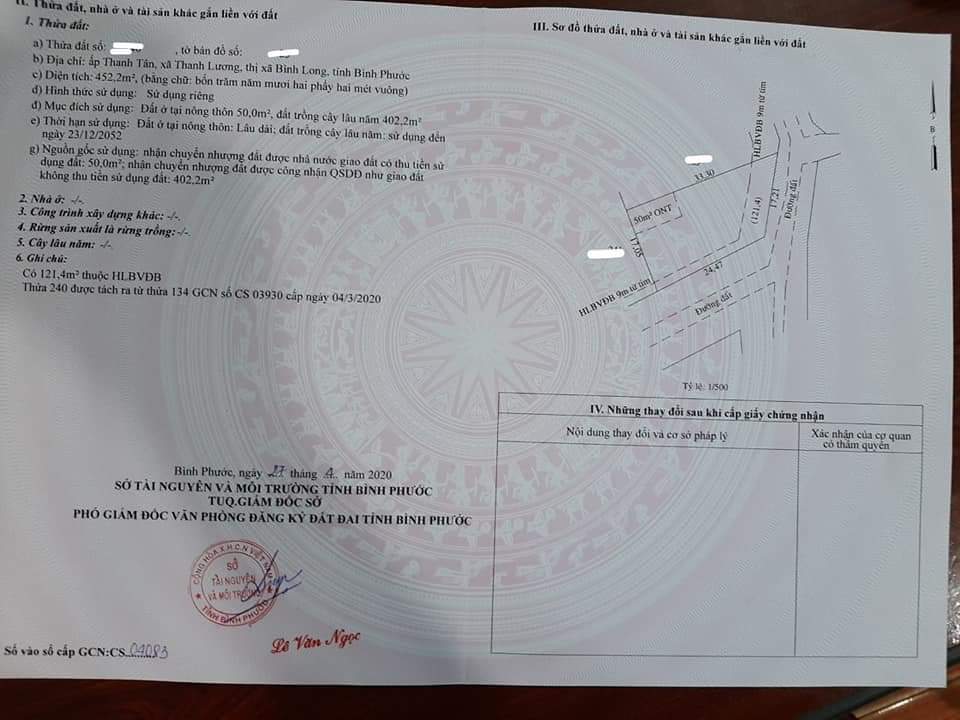 II. Thửa đất, nhà ở và tài sản khác gắn liền với đất
1. Thửa đất:
a) Thửa đất số: , tờ bản đồ số:
b) Địa chỉ: ấp Thanh Tân, xã Thanh Lương, thị xã Bình Long, tỉnh Bình Phước
c) Diện tích: 452,2m², (bằng chữ: bốn trăm năm mươi hai phẩy hai mét vuông)
d) Hình thức sử dụng: Sử dụng riêng
đ) Mục đích sử dụng: Đất ở tại nông thôn 50,0m², đất trồng cây lâu năm 402,2m²
e) Thời hạn sử dụng: Đất ở tại nông thôn: Lâu dài; đất trồng cây lâu năm: sử dụng đến
ngày 23/12/2052
g) Nguồn gốc sử dụng: nhận chuyển nhượng đất được nhà nước giao đất có thu tiền sử
dụng đất: 50,0m²; nhận chuyển nhượng đất được công nhận QSDĐ như giao đất
không thu tiền sử dụng đất: 402,2m²
2. Nhà ở: -/-.
3. Công trình xây dựng khác: -/-.
4. Rừng sản xuất là rừng trồng:-/-.
5. Cây lâu năm: -/-.
6. Ghi chú:
Có 121,4m² thuộc HLBVĐB
Thửa 240 được tách ra từ thửa 134 GCN số CS 03930 cấp ngày 04/3/2020
Bình Phước, ngày 27 tháng 4 năm 2020
SỞ TÀI NGUYÊN VÀ MÔI TRƯỜNG TỈNH BÌNH PHƯỚC
TUQ.GIÁM ĐỐC SỞ
PHÓ GIÁM ĐỐC VĂN PHÒNG ĐĂNG KÝ ĐẤT ĐAI TỈNH BÌNH PHƯỚC
CỘNG HÒA X.H.C.N VIỆT NAM
SỞ
TÀI NGUYÊN
VÀ MÔI TRƯỜNG
TỈNH BÌNH PHƯỚC
Lê Văn Ngọc
Số vào sổ cấp GCN:CS 04083
III. Sơ đồ thửa đất, nhà ở và tài sản khác gắn liền với đất
B
HLBVĐB 9m từ tim
33,30
50m² ONT
17,05
(121,4)
17,21
Đường đất
24,47
HLBVĐB 9m từ tim
Đường đất
Tỷ lệ: 1/500
IV. Những thay đổi sau khi cấp giấy chứng nhận
Nội dung thay đổi và cơ sở pháp lý
Xác nhận của cơ quan
có thẩm quyền